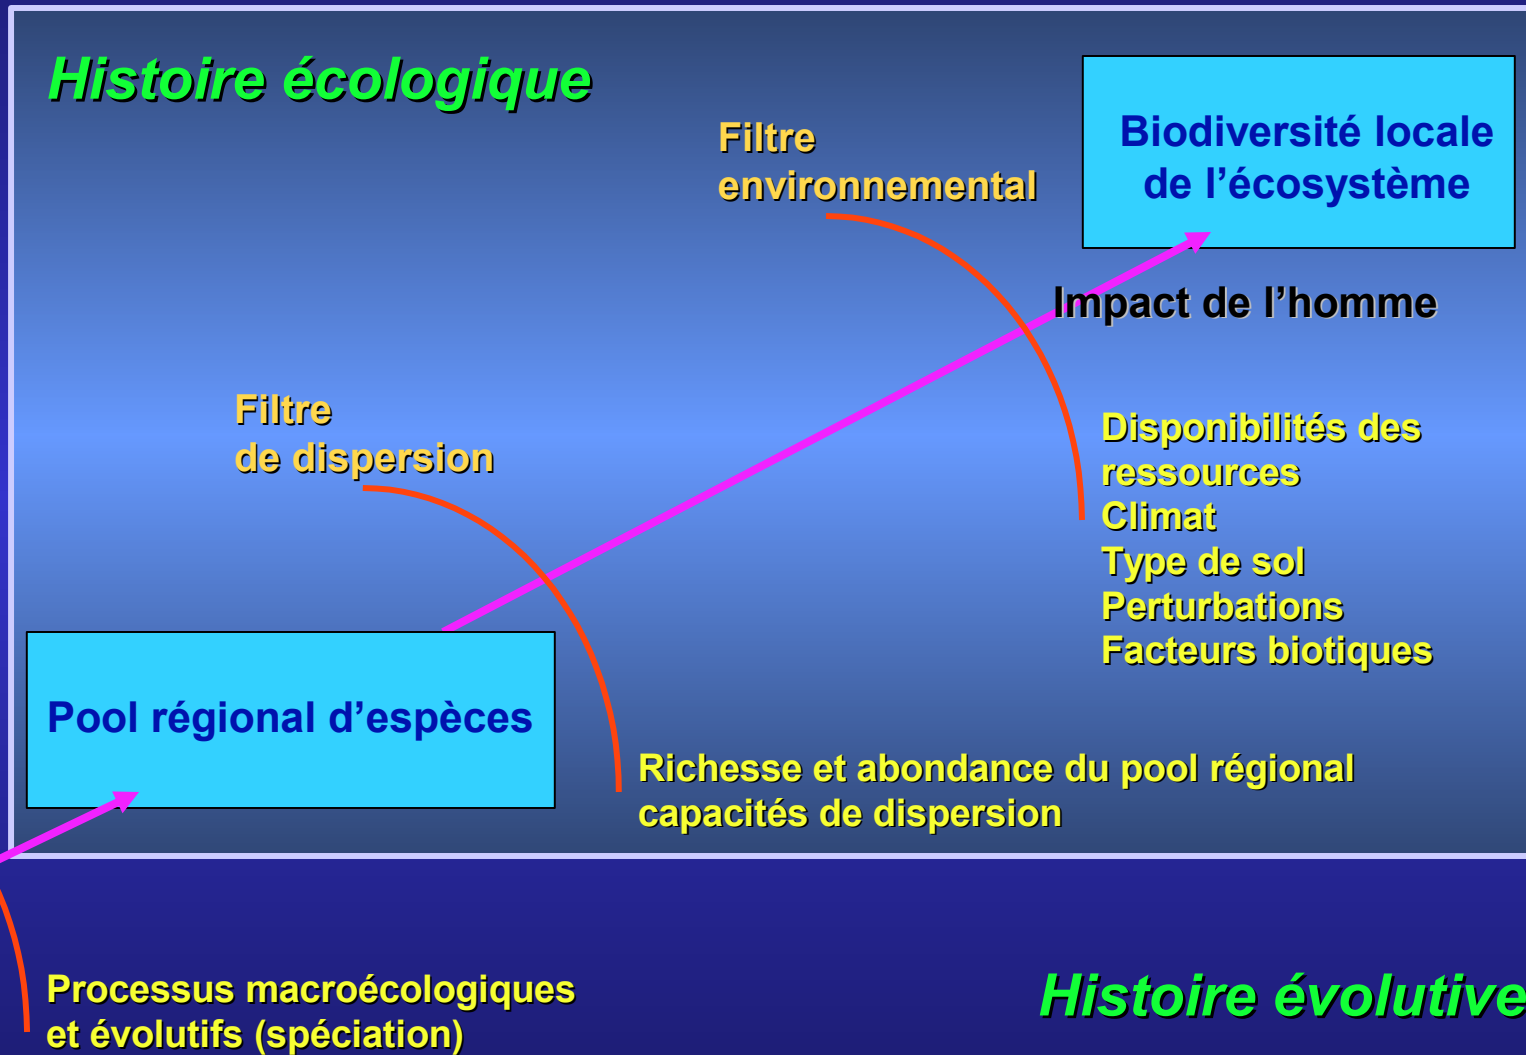 Histoire écologique
Filtre
environnemental
Biodiversité locale
de l’écosystème
Impact de l’homme
Filtre
de dispersion
Disponibilités des
ressources
Climat
Type de sol
Perturbations
Facteurs biotiques
Pool régional d’espèces
Richesse et abondance du pool régional
capacités de dispersion
Processus macroécologiques
et évolutifs (spéciation)
Histoire évolutive